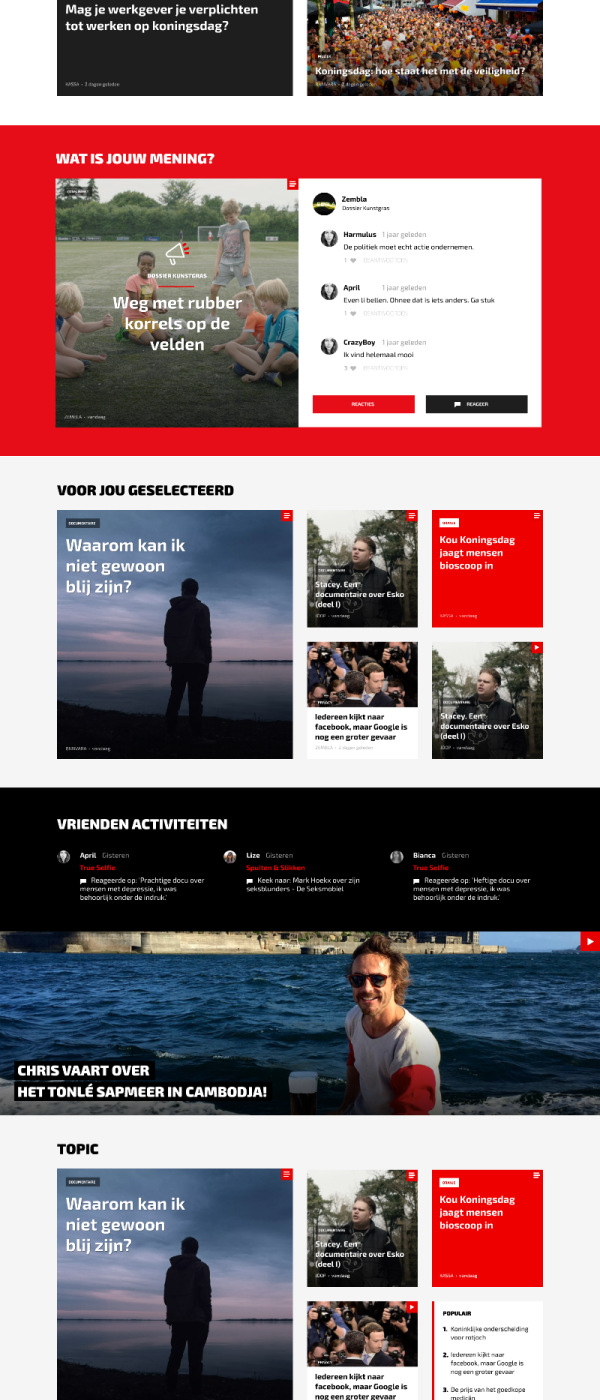 Mag je werkgever je verplichten
tot werken op koningsdag?
KASSA • 2 dagen geleden
Koningsdag: hoe staat het met de veiligheid?
BNNVARA • 2 dagen geleden
WAT IS JOUW MENING?
DOSSIER KUNSTGRAS
Weg met rubber
korrels op de
velden
ZEMBLA • vandaag
Zembla
Dossier Kunstgras
Harmulus 1 jaar geleden
De politiek moet echt actie ondernemen.
1 BEANTWOORDEN
April 1 jaar geleden
Even li bellen. Ohnee dat is iets anders. Ga stuk
1 BEANTWOORDEN
CrazyBoy 1 jaar geleden
Ik vind helemaal mooi
3 BEANTWOORDEN
REACTIES
REAGEER
VOOR JOU GESELECTEERD
DOCUMENTAIRE
Waarom kan ik
niet gewoon
blij zijn?
BNNVARA • vandaag
DOCUMENTAIRE
Stacey. Een
documentaire over Esko
(deel I)
JOOP • vandaag
Kou Koningsdag
jaagt mensen
bioscoop in
KASSA • vandaag
PRIVACY
Iedereen kijkt naar
facebook, maar Google is
nog een groter gevaar
ZEMBLA • 2 dagen geleden
DOCUMENTAIRE
Stacey. Een
documentaire over Esko
(deel I)
JOOP • vandaag
VRIENDEN ACTIVITEITEN
April Gisteren
True Selfie
Reageerde op: 'Prachtige docu over
mensen met depressie, ik was
behoorlijk onder de indruk.'
Lize Gisteren
Spuiten & Slikken
Keek naar: Mark Hoekx over zijn
seksblunders - De Seksmobiel
Bianca Gisteren
True Selfie
Reageerde op: 'Heftige docu over
mensen met depressie, ik was
behoorlijk onder de indruk.'
CHRIS VAART OVER
HET TONLÉ SAPMEER IN CAMBODJA!
TOPIC
DOCUMENTAIRE
Waarom kan ik
niet gewoon
blij zijn?
DOCUMENTAIRE
Stacey. Een
documentaire over Esko
(deel I)
JOOP • vandaag
Kou Koningsdag
jaagt mensen
bioscoop in
KASSA • vandaag
PRIVACY
Iedereen kijkt naar
facebook, maar Google is
nog een groter gevaar
POPULAIR
1. Koninklijke onderscheiding
voor rotjoch
2. Iedereen kijkt naar
facebook, maar Google is
nog een groter gevaar
3. De prijs van het goedkope
medicijn